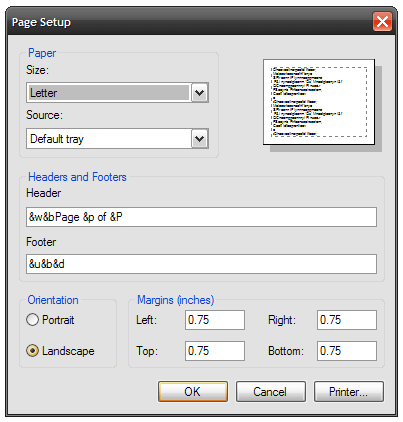 Page Setup
Paper
Size:
Letter
Source:
Default tray
Headers and Footers
Header
&w&bPage &p of &P
Footer
&u&b&d
Orientation
Portrait
Landscape
Margins (inches)
Left: 0.75 Right: 0.75
Top: 0.75 Bottom: 0.75
OK Cancel Printer...